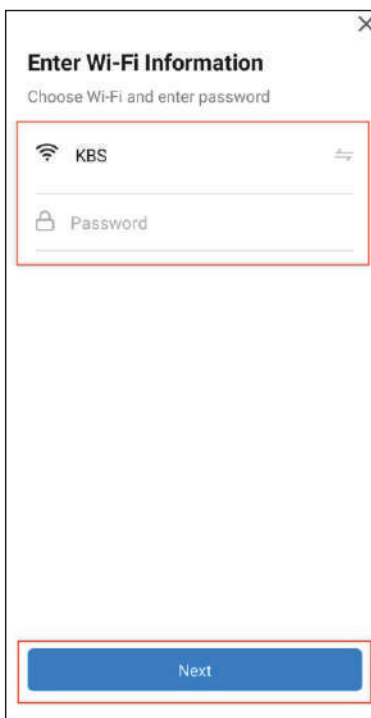 Enter Wi-Fi Information
Choose Wi-Fi and enter password
KBS
Password
Next